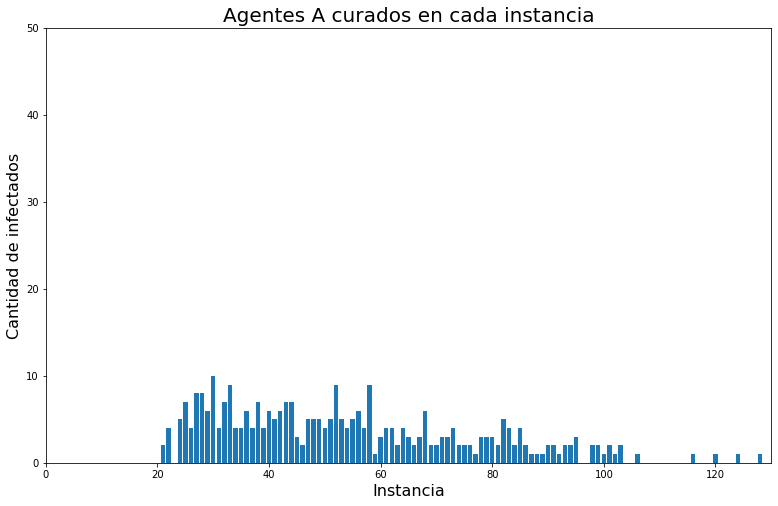 Agentes A curados en cada instancia
50
40
30
20
10
0
Cantidad de infectados
0 20 40 60 80 100 120
Instancia